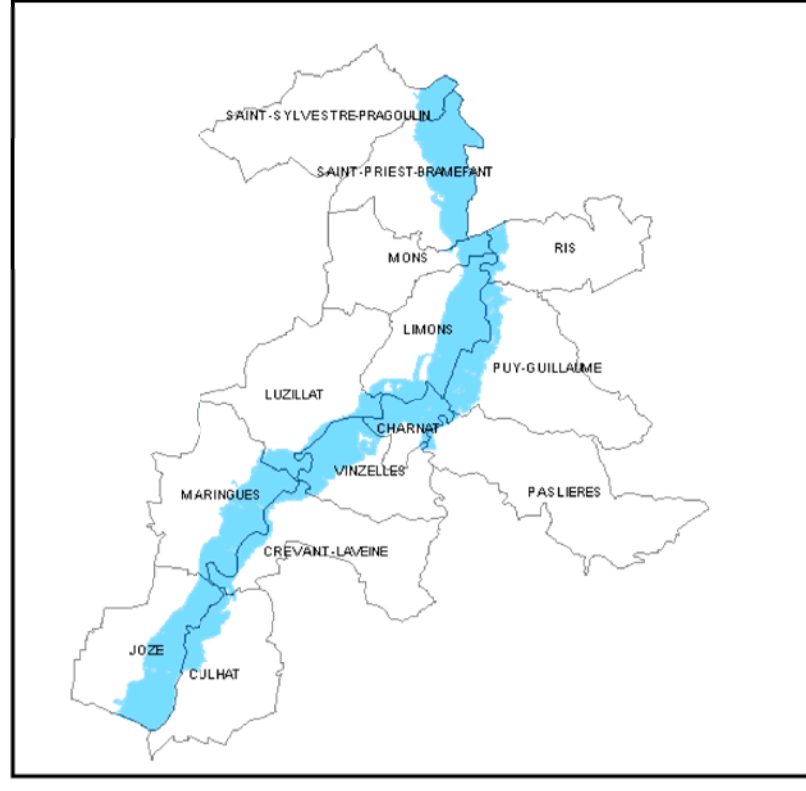 SAINT-SYLVESTRE-PRAGOULIN
SAINT-PRIEST-BRAMEFANT
RIS
MONS
LIMONS
PUY-GUILLAUME
LUZILLAT
CHARNAT
VINZELLES
MARINGUES
PASLIERES
CREVANT-LAVEINE
JOZE
CULHAT